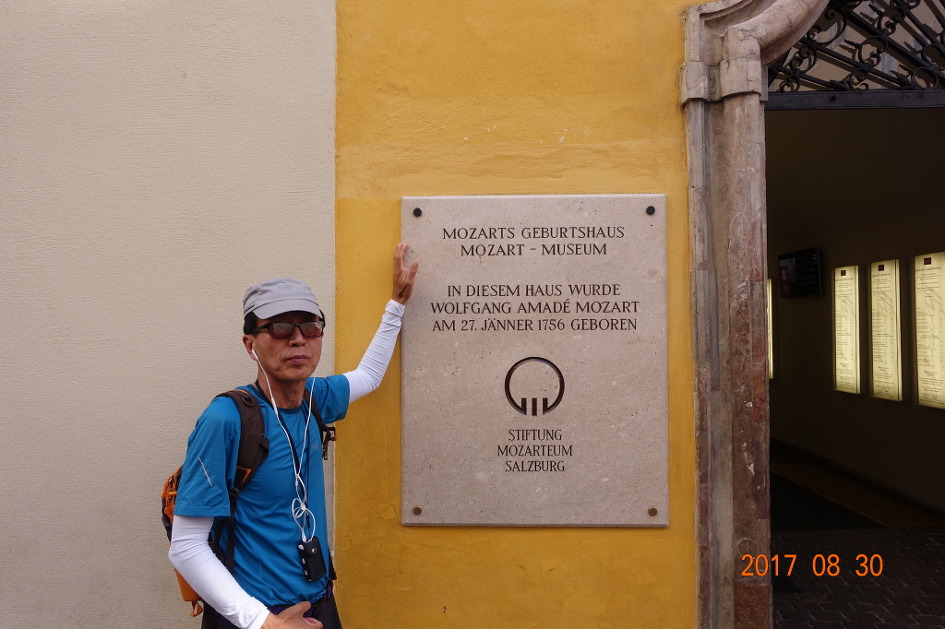 MOZARTS GEBURTSHAUS
MOZART - MUSEUM
IN DIESEM HAUS WURDE
WOLFGANG AMADÉ MOZART
AM 27. JÄNNER 1756 GEBOREN
STIFTUNG
MOZARTEUM
SALZBURG
2017 08 30